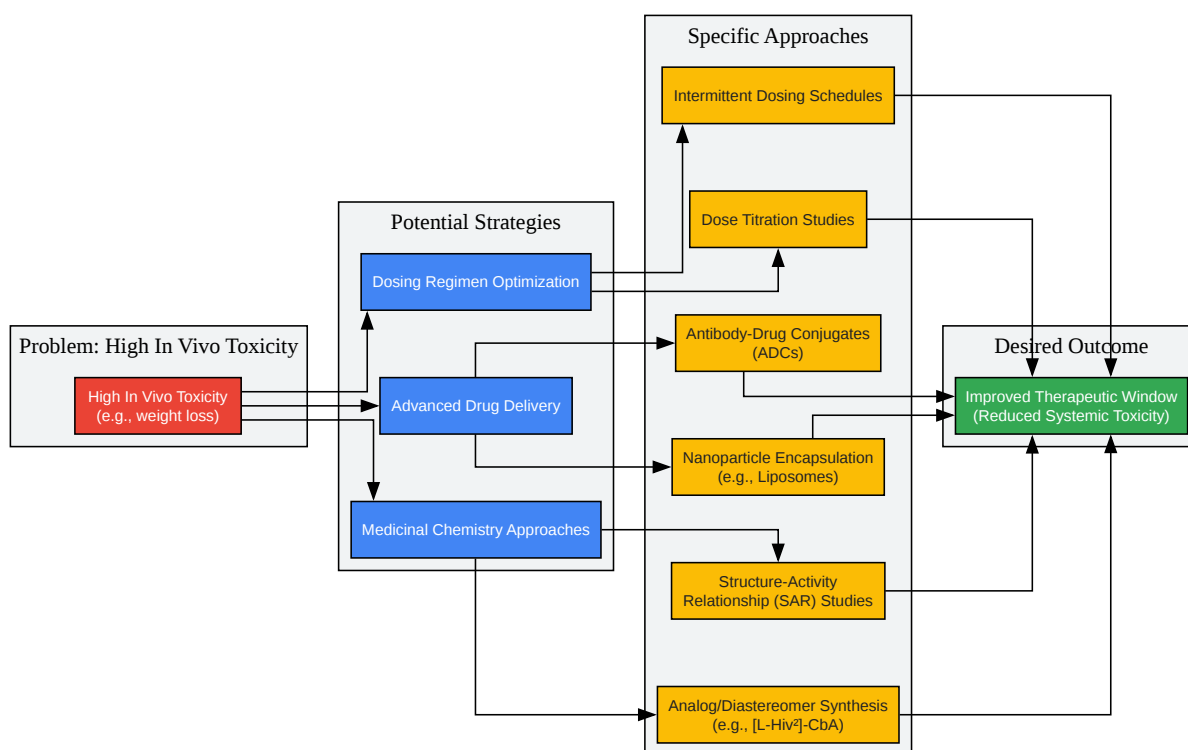 Problem: High In Vivo Toxicity
High In Vivo Toxicity
(e.g., weight loss)
Potential Strategies
Dosing Regimen Optimization
Advanced Drug Delivery
Medicinal Chemistry Approaches
Specific Approaches
Intermittent Dosing Schedules
Dose Titration Studies
Antibody-Drug Conjugates
(ADCs)
Nanoparticle Encapsulation
(e.g., Liposomes)
Structure-Activity
Relationship (SAR) Studies
Analog/Diastereomer Synthesis
(e.g., [L-Hiv²]-CbA)
Desired Outcome
Improved Therapeutic Window
(Reduced Systemic Toxicity)